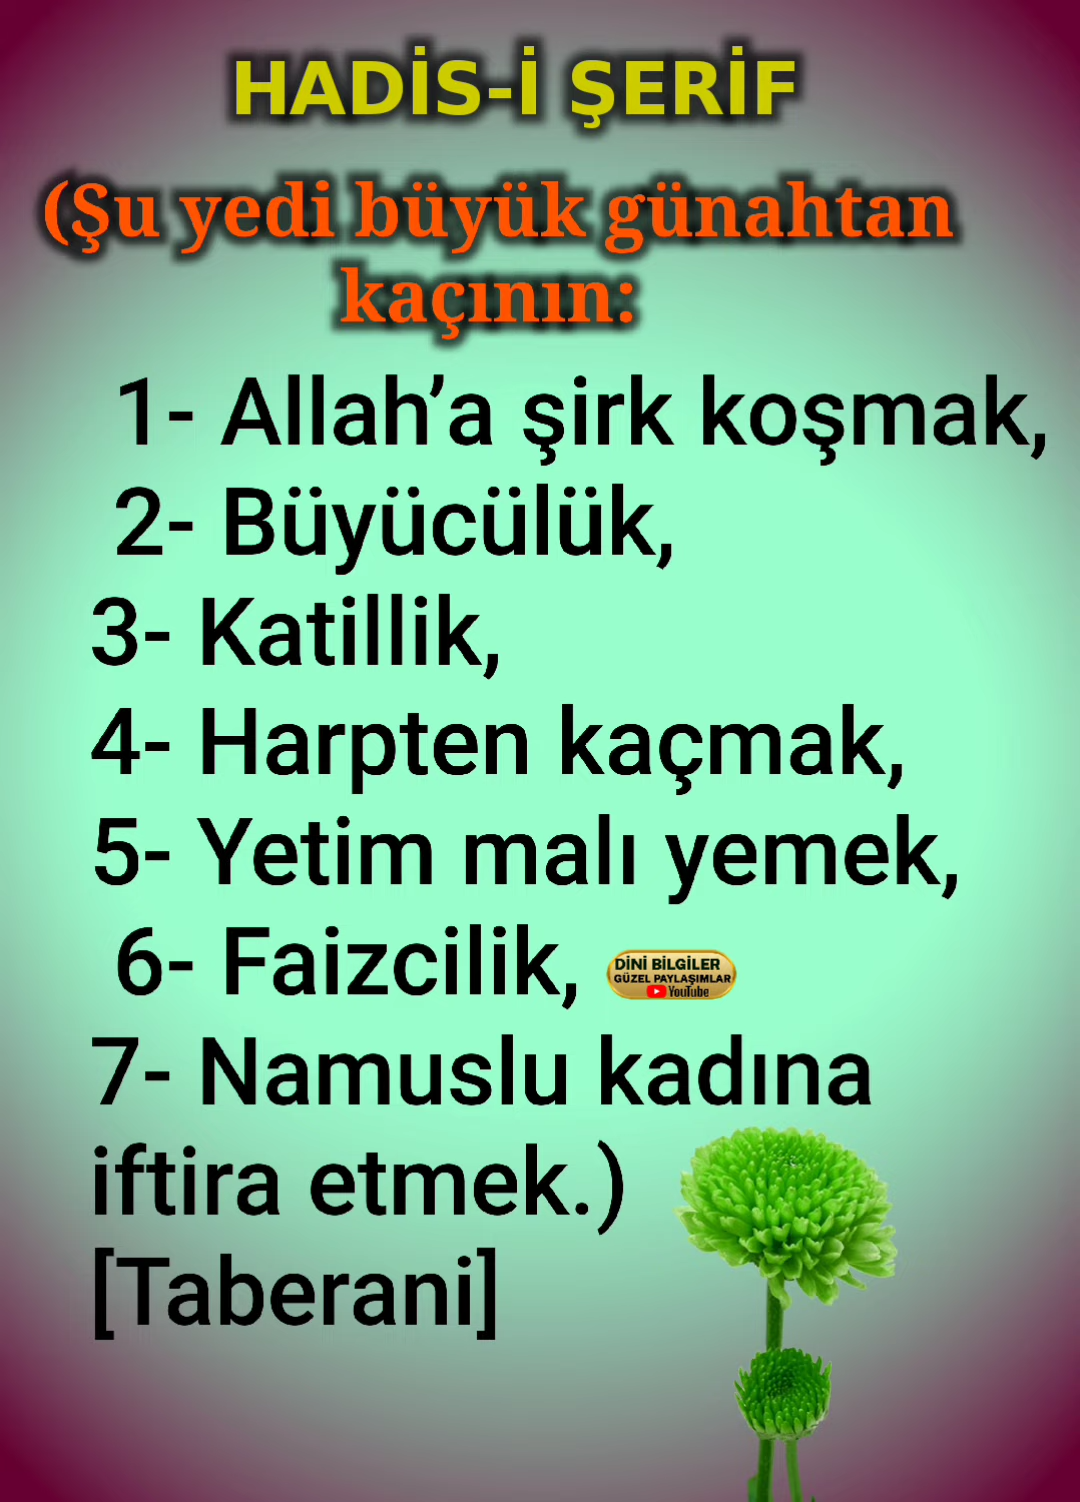 HADİS-İ ŞERİF
(Şu yedi büyük günahtan
kaçının:
1- Allah’a şirk koşmak,
2- Büyücülük,
3- Katillik,
4- Harpten kaçmak,
5- Yetim malı yemek,
6- Faizcilik,
DİNİ BİLGİLER
GÜZEL PAYLAŞIMLAR
YouTube
7- Namuslu kadına
iftira etmek.)
[Taberani]